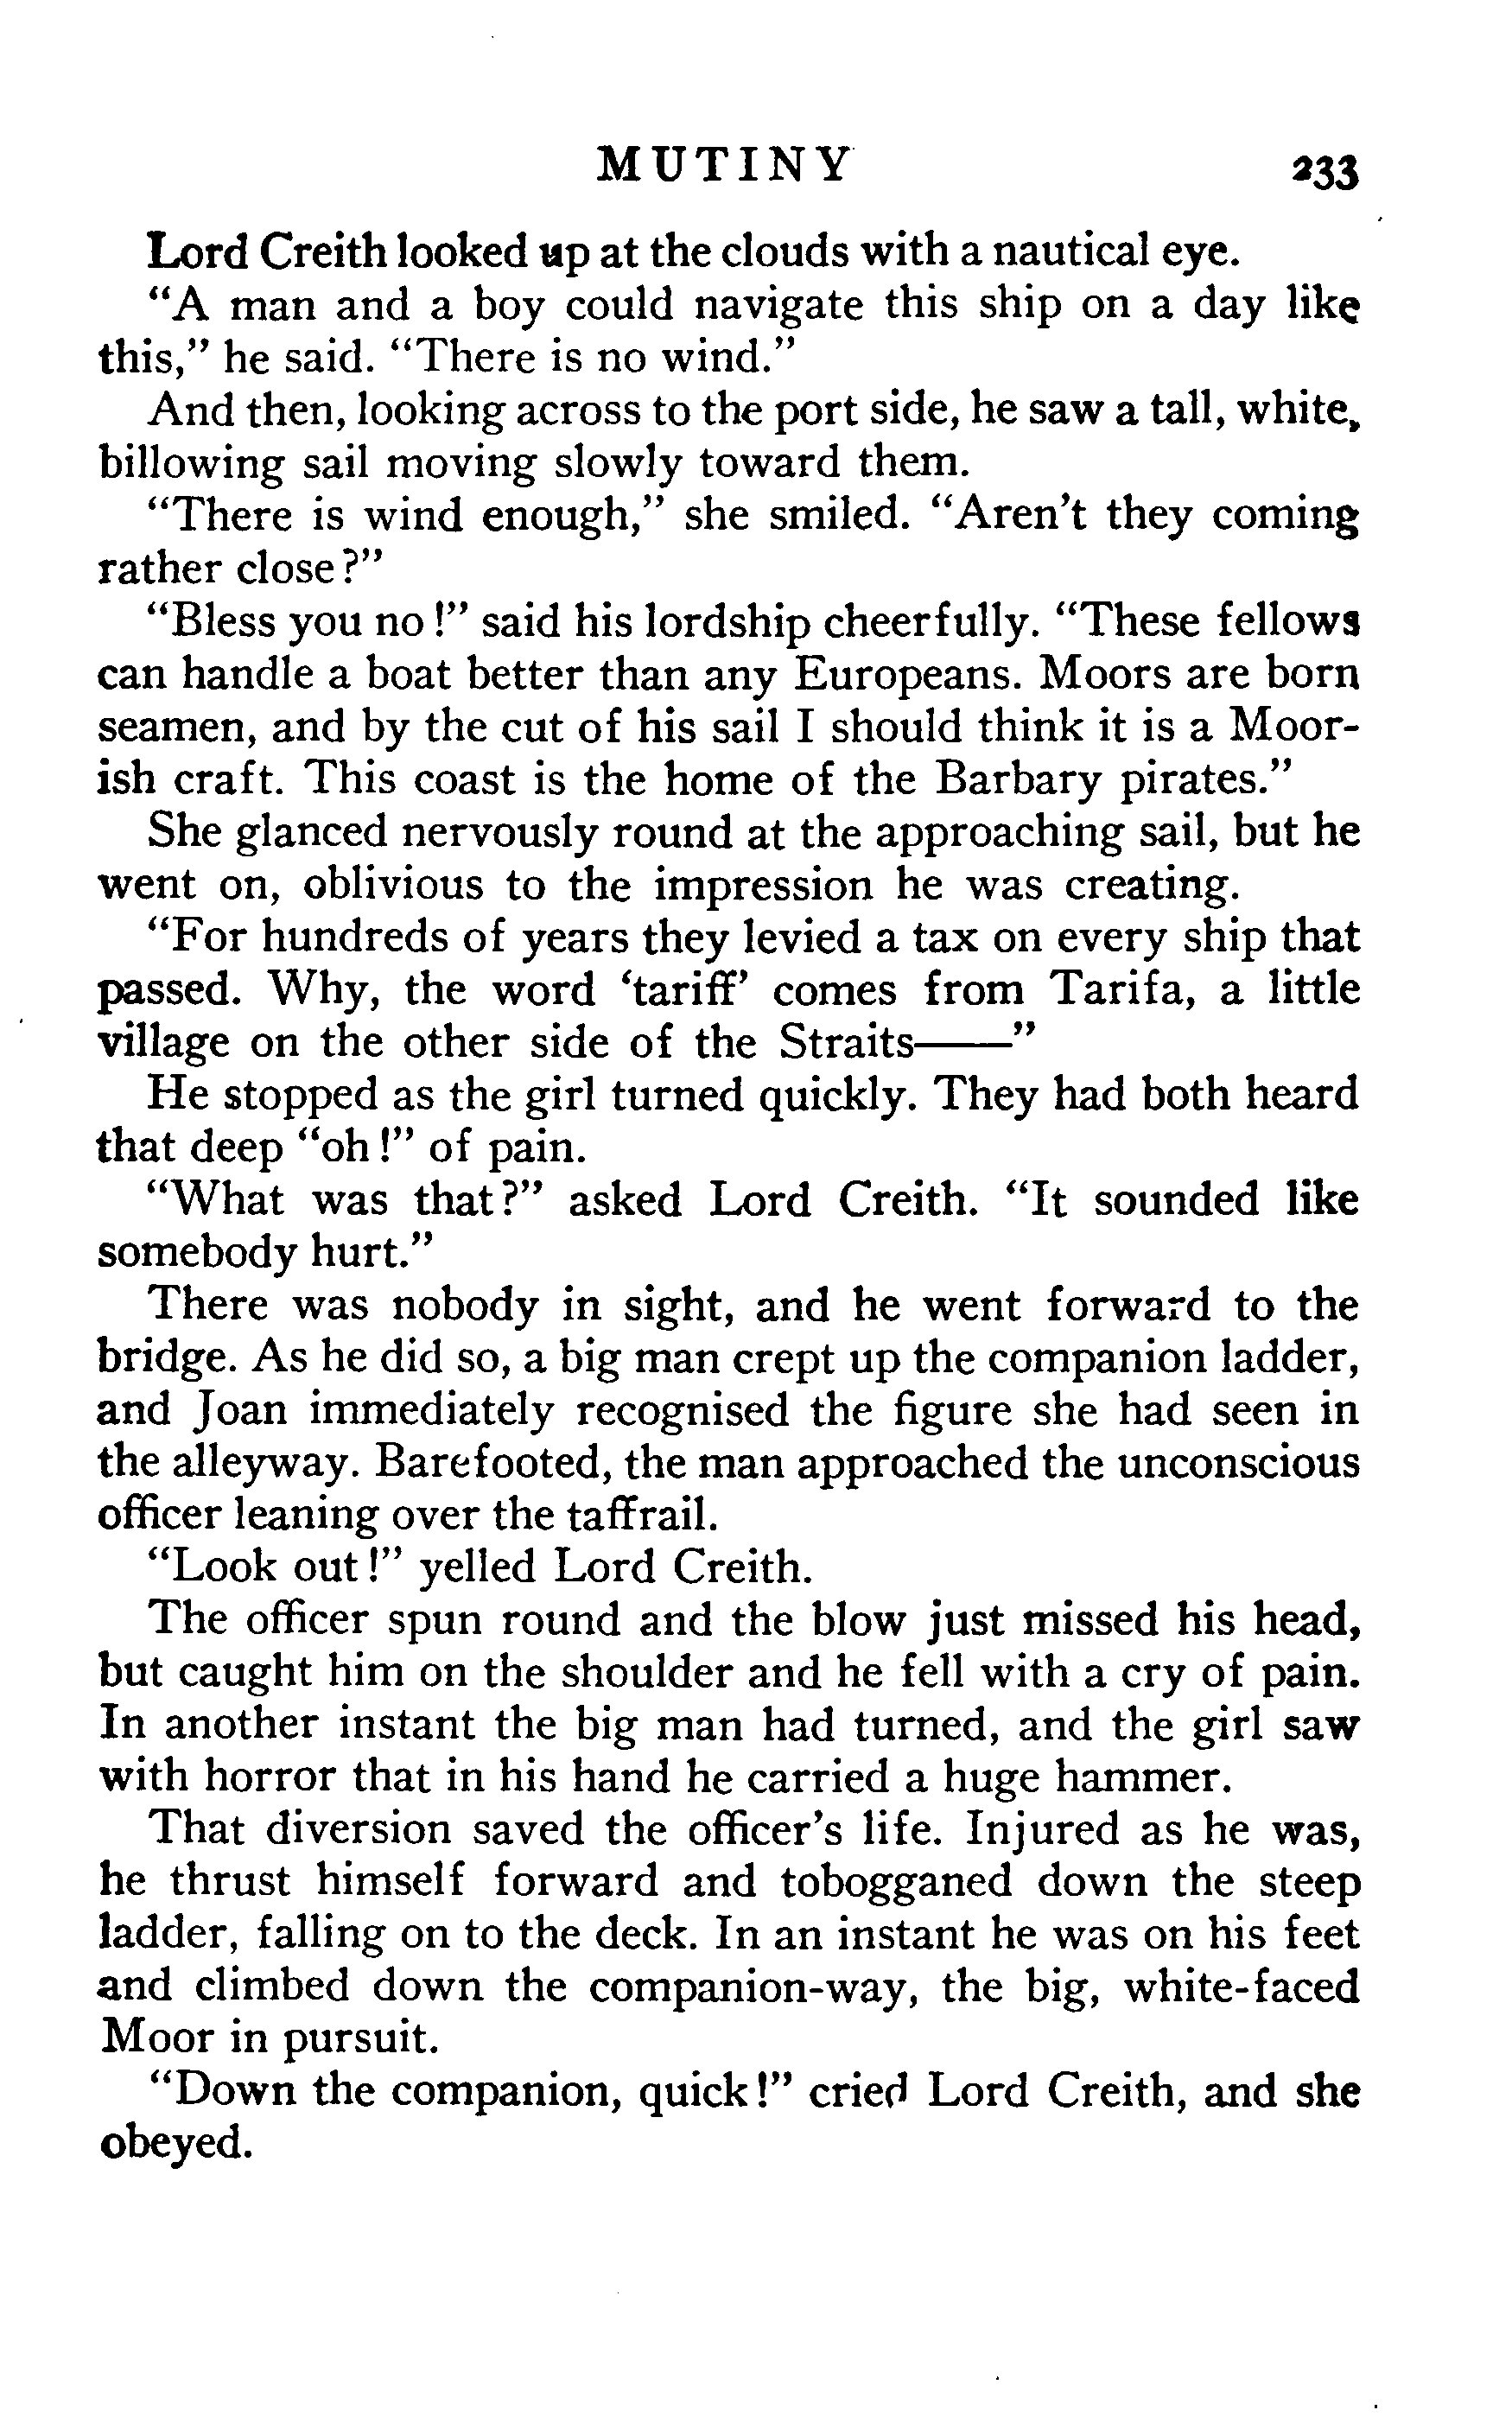 MUTINY 233
Lord Creith looked up at the clouds with a nautical eye.
“A man and a boy could navigate this ship on a day like
this,” he said. “There is no wind.”
And then, looking across to the port side, he saw a tall, white,
billowing sail moving slowly toward them.
“There is wind enough,” she smiled. “Aren’t they coming
rather close?”
“Bless you no!” said his lordship cheerfully. “These fellows
can handle a boat better than any Europeans. Moors are born
seamen, and by the cut of his sail I should think it is a Moor-
ish craft. This coast is the home of the Barbary pirates.”
She glanced nervously round at the approaching sail, but he
went on, oblivious to the impression he was creating.
“For hundreds of years they levied a tax on every ship that
passed. Why, the word ‘tariff’ comes from Tarifa, a little
village on the other side of the Straits——”
He stopped as the girl turned quickly. They had both heard
that deep “oh!” of pain.
“What was that?” asked Lord Creith. “It sounded like
somebody hurt.”
There was nobody in sight, and he went forward to the
bridge. As he did so, a big man crept up the companion ladder,
and Joan immediately recognised the figure she had seen in
the alleyway. Barefooted, the man approached the unconscious
officer leaning over the taffrail.
“Look out!” yelled Lord Creith.
The officer spun round and the blow just missed his head,
but caught him on the shoulder and he fell with a cry of pain.
In another instant the big man had turned, and the girl saw
with horror that in his hand he carried a huge hammer.
That diversion saved the officer’s life. Injured as he was,
he thrust himself forward and tobogganed down the steep
ladder, falling on to the deck. In an instant he was on his feet
and climbed down the companion-way, the big, white-faced
Moor in pursuit.
“Down the companion, quick!” cried Lord Creith, and she
obeyed.